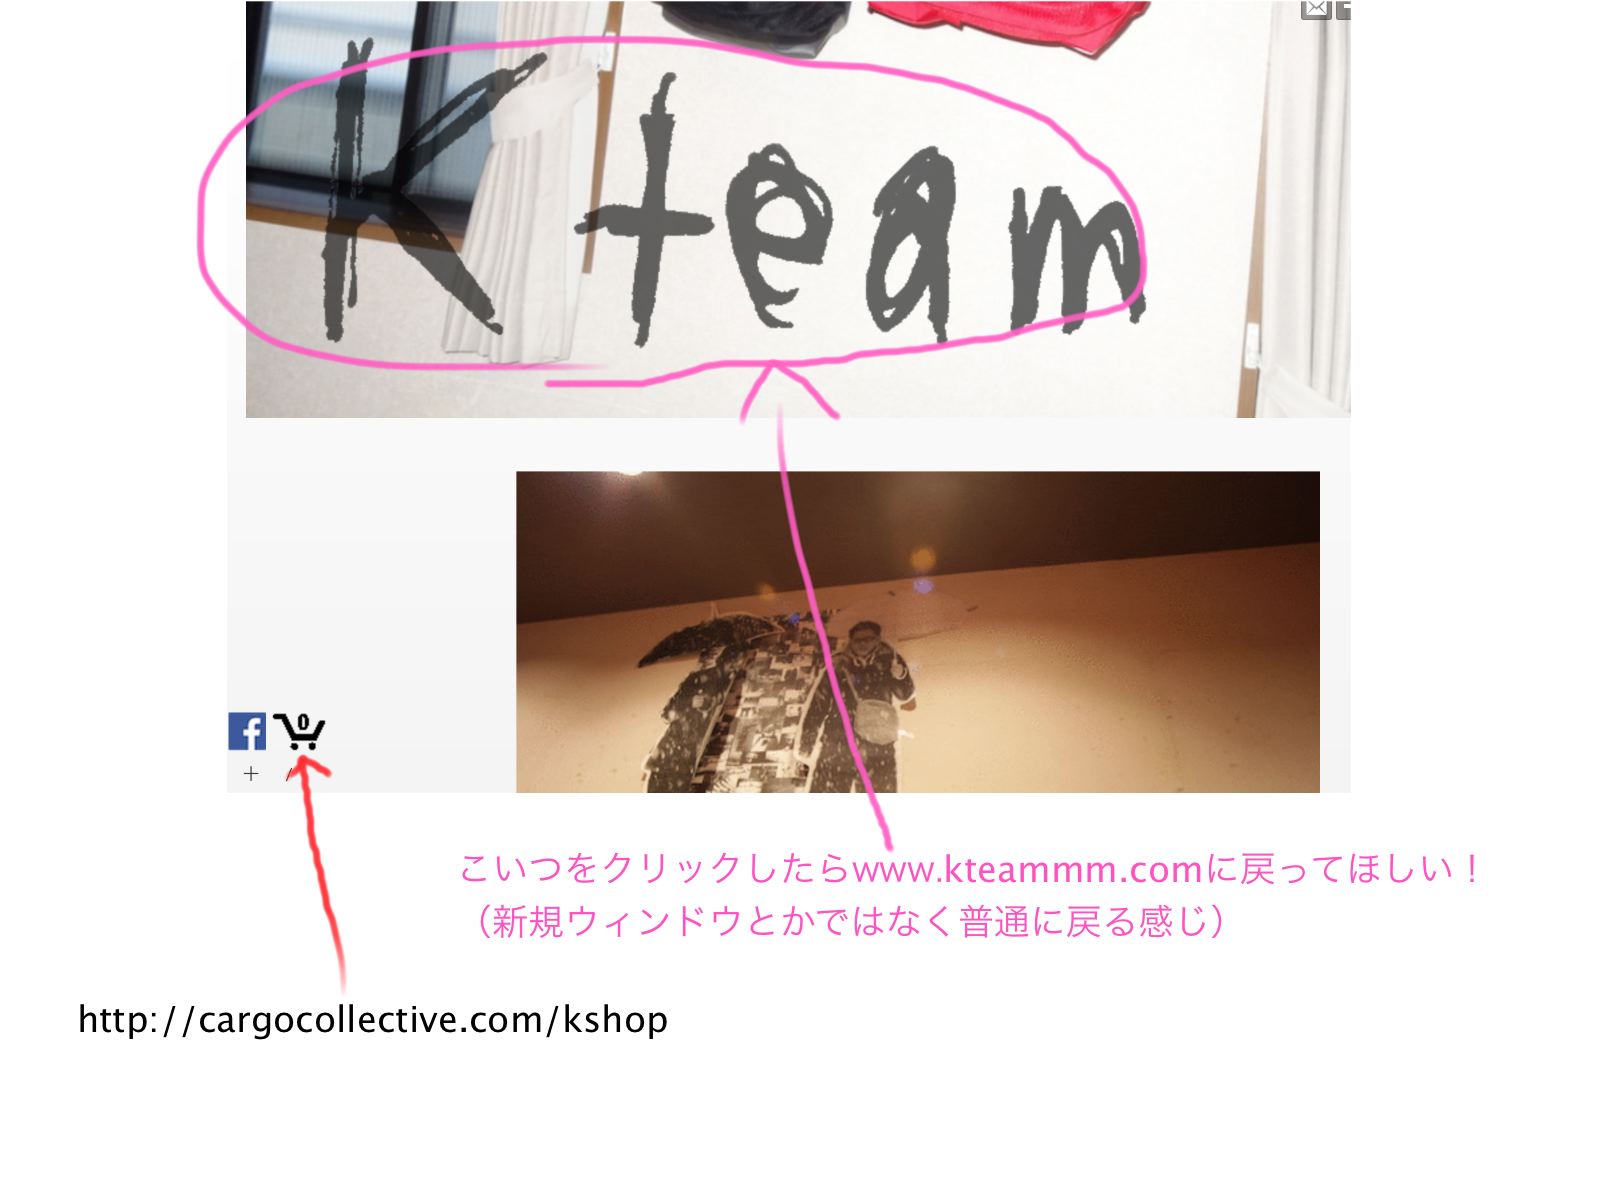 K team
f
0
+ /
こいつをクリックしたらwww.kteammm.comに戻ってほしい！
（新規ウィンドウとかではなく普通に戻る感じ）
http://cargocollective.com/kshop